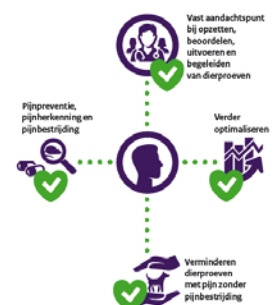 Vast aandachtspunt
bij opzetten,
beoordelen,
uitvoeren en
begeleiden
van dierproeven
Pijnpreventie,
pijnherkenning en
pijnbestrijding
Verder
optimaliseren
Verminderen
dierproeven
met pijn zonder
pijnbestrijding